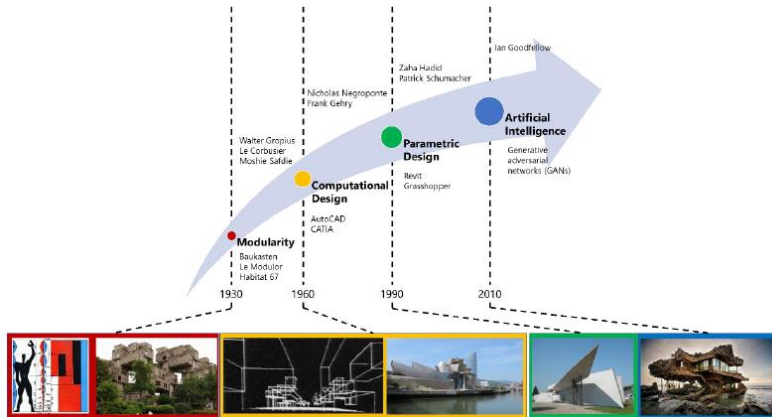 Ian Goodfellow
Zaha Hadid
Patrick Schumacher
Nicholas Negroponte
Frank Gehry
Walter Gropius
Le Corbusier
Moshie Safdie
Artificial
Intelligence
Generative
adversarial
networks (GANs)
Parametric
Design
Revit
Grasshopper
Computational
Design
AutoCAD
CATIA
Modularity
Baukasten
Le Modulor
Habitat 67
1930
1960
1990
2010